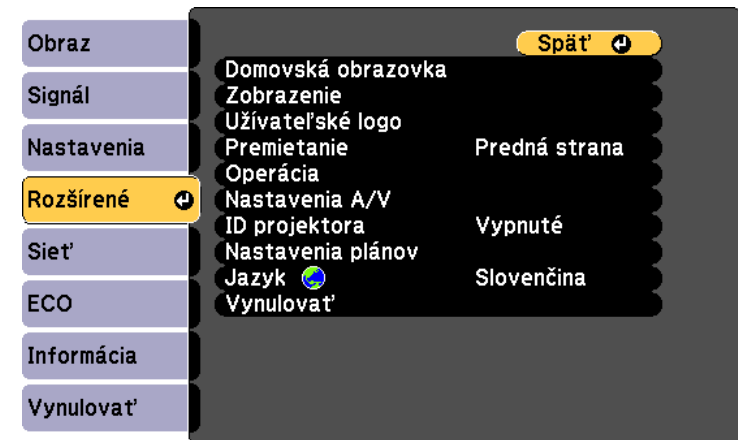 Obraz
Signál
Nastavenia
Rozšírené
Sieť
ECO
Informácia
Vynulovať
Späť
Domovská obrazovka
Zobrazenie
Užívateľské logo
Premietanie Predná strana
Operácia
Nastavenia A/V
ID projektora Vypnuté
Nastavenia plánov
Jazyk Slovenčina
Vynulovať